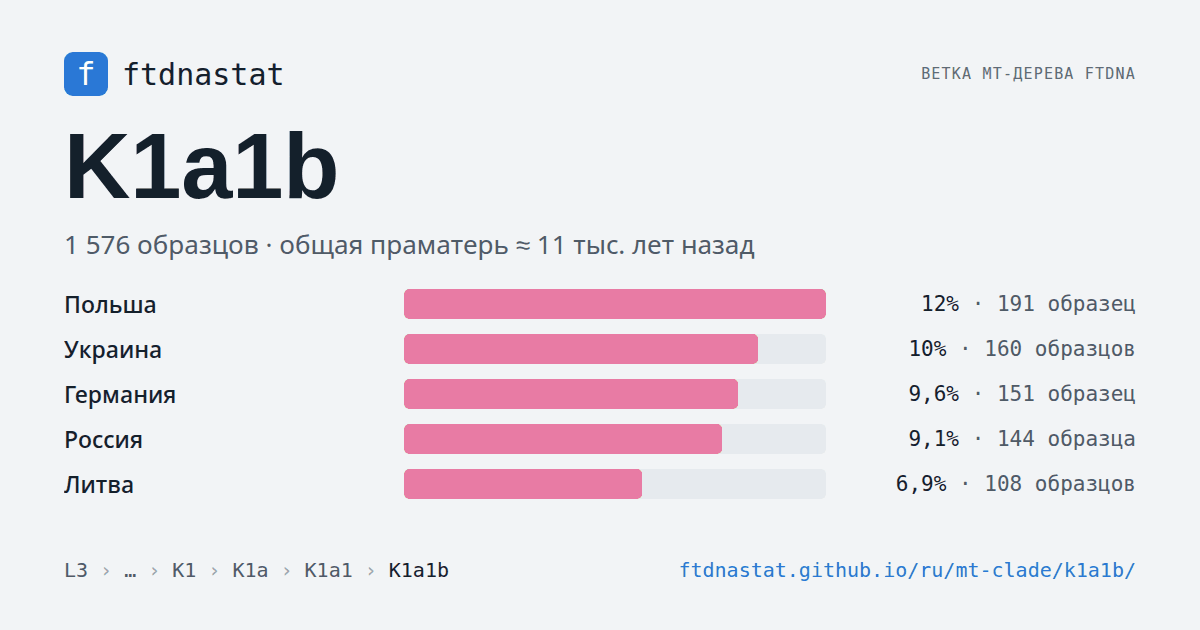 f ftdnastat
ВЕТКА МТ-ДЕРЕВА FTDNA
K1a1b
1 576 образцов · общая праматерь ≈ 11 тыс. лет назад
Польша 12% · 191 образец
Украина 10% · 160 образцов
Германия 9,6% · 151 образец
Россия 9,1% · 144 образца
Литва 6,9% · 108 образцов
L3 › … › K1 › K1a › K1a1 › K1a1b
ftdnastat.github.io/ru/mt-clade/k1a1b/